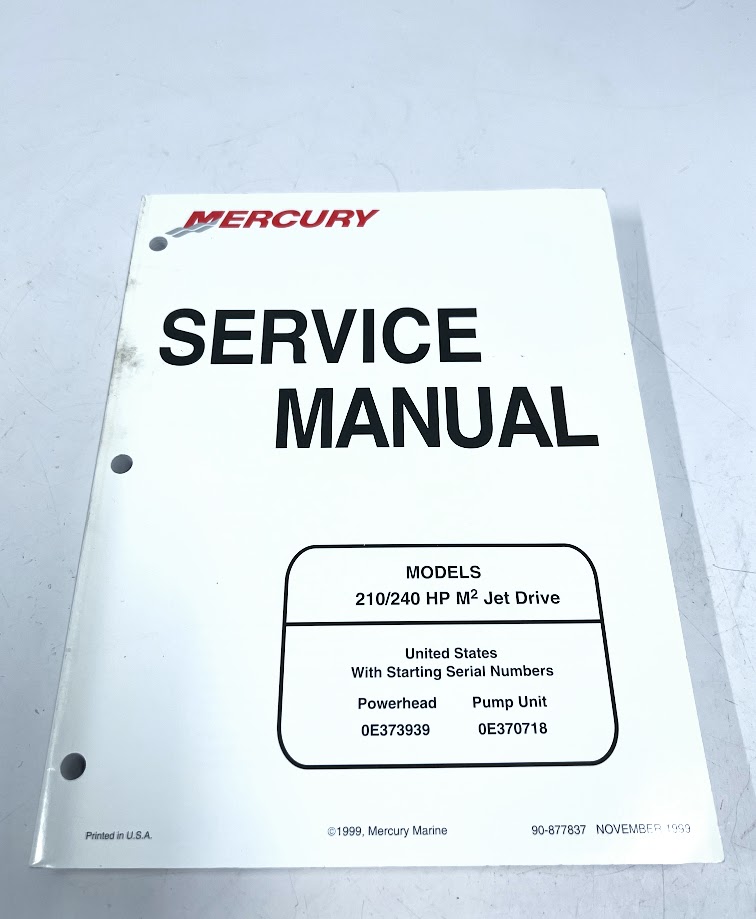 MERCURY
SERVICE
MANUAL
MODELS
210/240 HP M² Jet Drive
United States
With Starting Serial Numbers
Powerhead Pump Unit
0E373939 0E370718
Printed in U.S.A. ©1999, Mercury Marine 90-877837 NOVEMBER 1999